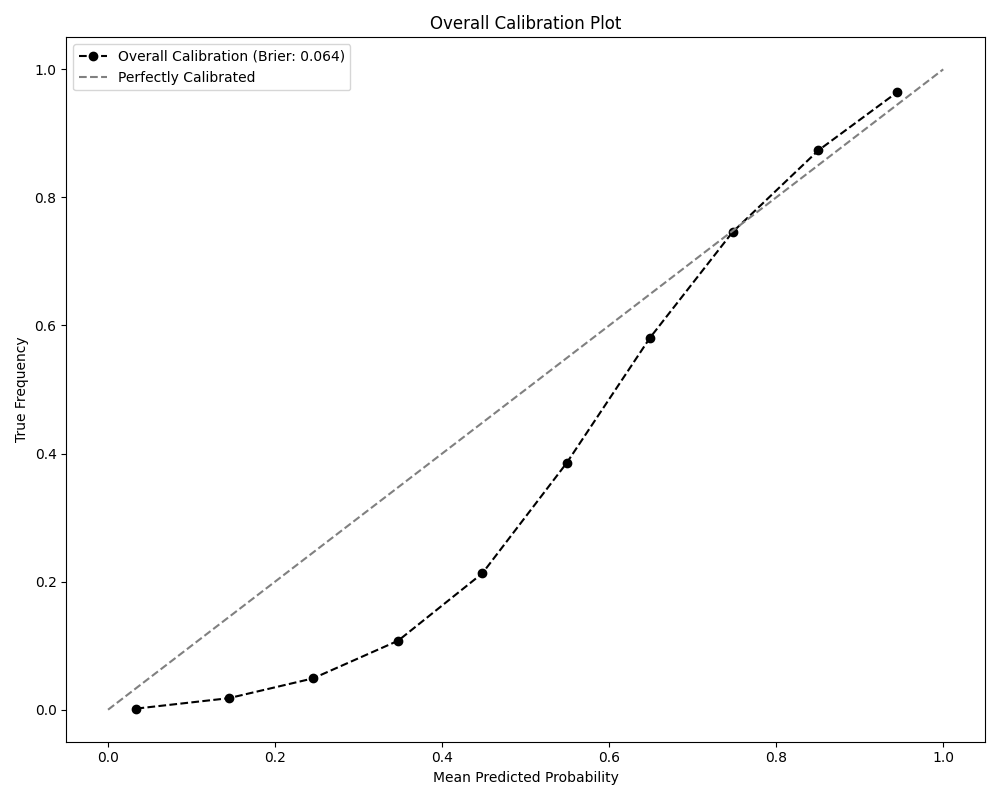 Overall Calibration Plot
Overall Calibration (Brier: 0.064)
Perfectly Calibrated
1.0
0.8
0.6
0.4
0.2
0.0
True Frequency
0.0 0.2 0.4 0.6 0.8 1.0
Mean Predicted Probability